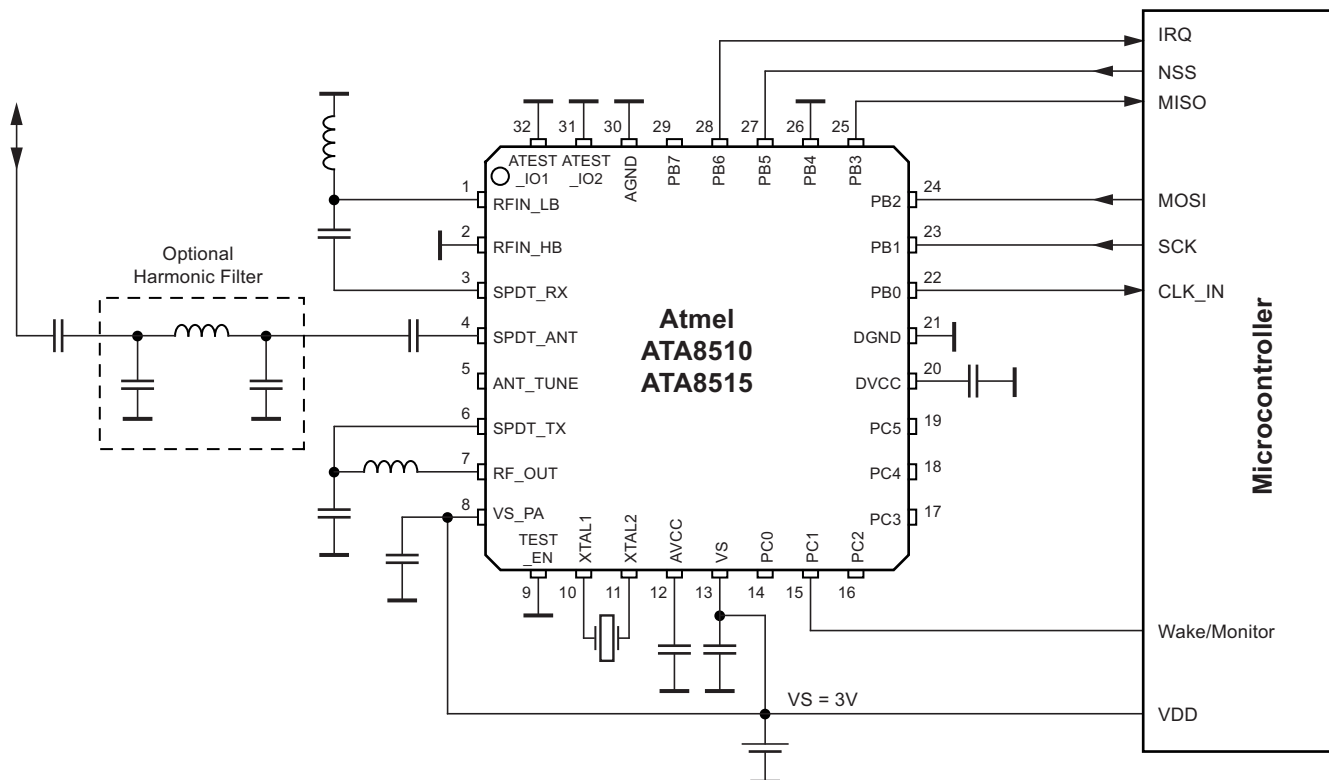 IRQ
NSS
MISO
32 31 30 29 28 27 26 25
ATEST
_IO1
ATEST
_IO2
AGND
PB7
PB6
PB5
PB4
PB3
1
RFIN_LB
2
RFIN_HB
3
SPDT_RX
4
SPDT_ANT
5
ANT_TUNE
6
SPDT_TX
7
RF_OUT
8
VS_PA
Optional
Harmonic Filter
Atmel
ATA8510
ATA8515
PB2
24
MOSI
PB1
23
SCK
PB0
22
CLK_IN
DGND
21
DVCC
20
PC5
19
PC4
18
PC3
17
Microcontroller
TEST
_EN
XTAL1
XTAL2
AVCC
VS
PC0
PC1
PC2
9 10 11 12 13 14 15 16
Wake/Monitor
VS = 3V
VDD